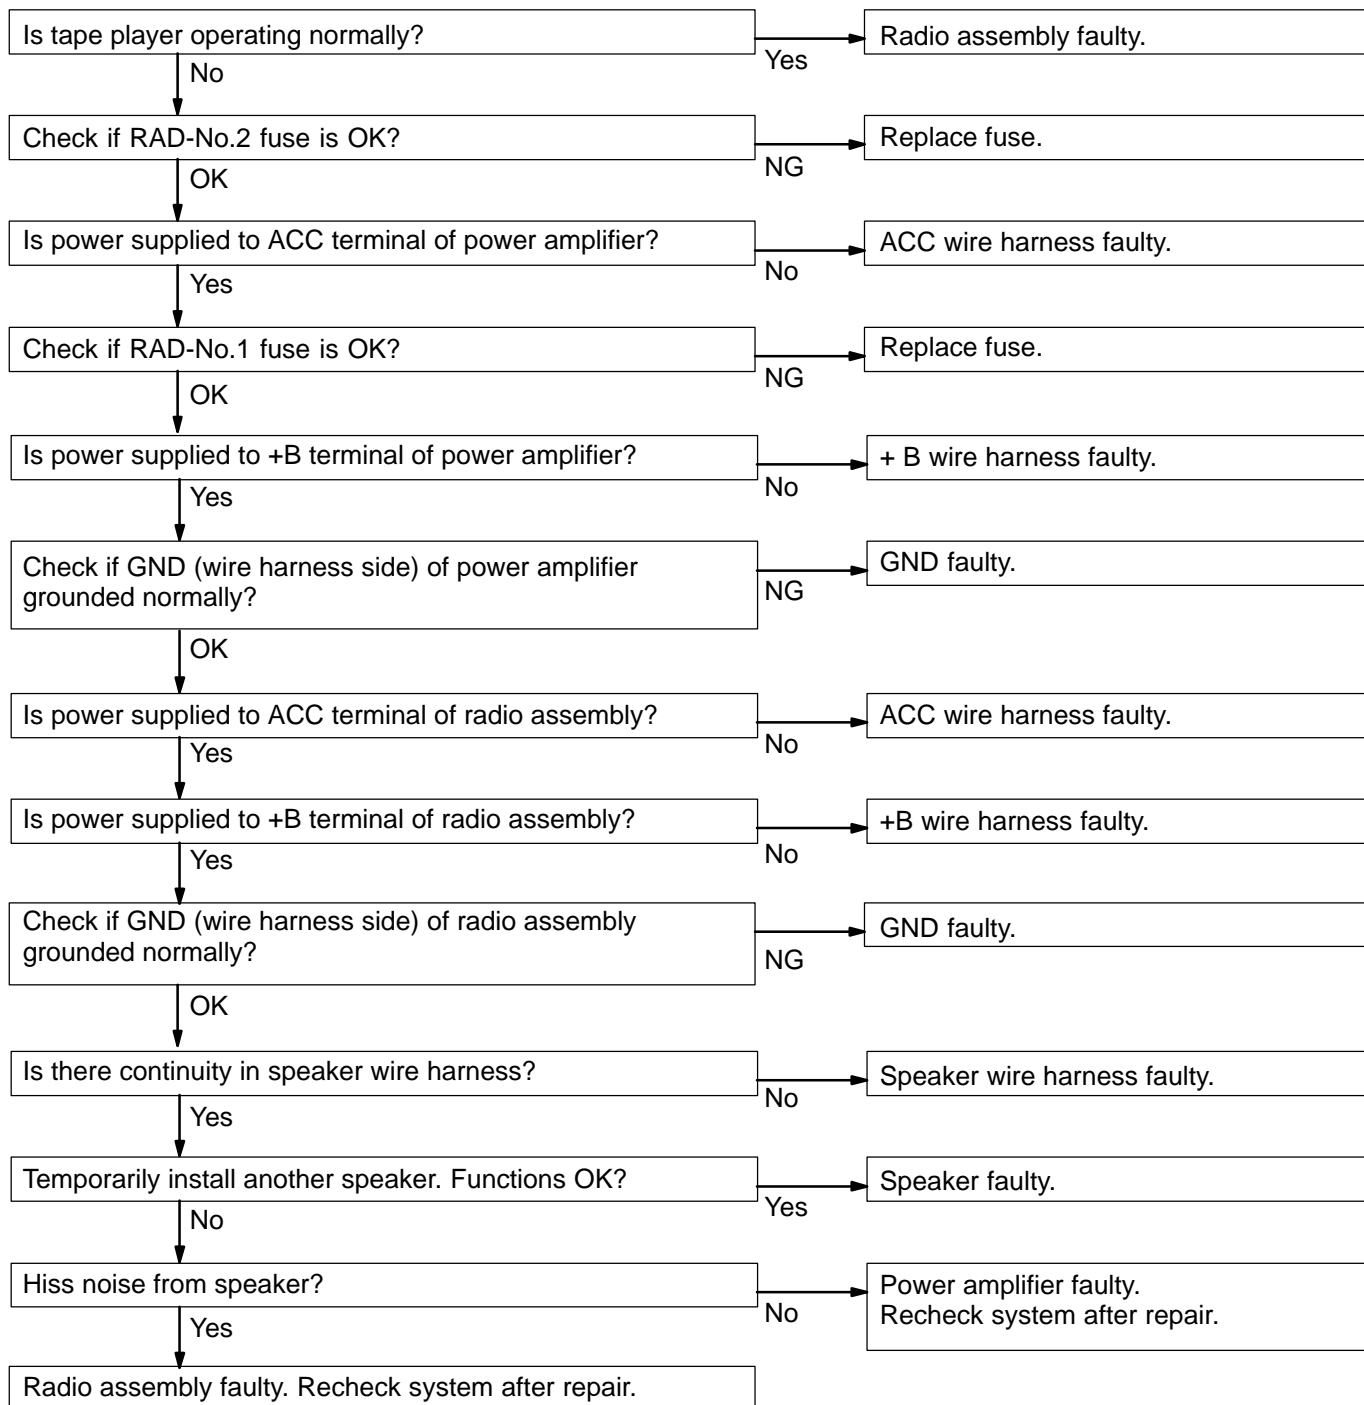 Is tape player operating normally?
Yes
Radio assembly faulty.
No
Check if RAD-No.2 fuse is OK?
NG
Replace fuse.
OK
Is power supplied to ACC terminal of power amplifier?
No
ACC wire harness faulty.
Yes
Check if RAD-No.1 fuse is OK?
NG
Replace fuse.
OK
Is power supplied to +B terminal of power amplifier?
No
+ B wire harness faulty.
Yes
Check if GND (wire harness side) of power amplifier
grounded normally?
NG
GND faulty.
OK
Is power supplied to ACC terminal of radio assembly?
No
ACC wire harness faulty.
Yes
Is power supplied to +B terminal of radio assembly?
No
+B wire harness faulty.
Yes
Check if GND (wire harness side) of radio assembly
grounded normally?
NG
GND faulty.
OK
Is there continuity in speaker wire harness?
No
Speaker wire harness faulty.
Yes
Temporarily install another speaker. Functions OK?
Yes
Speaker faulty.
No
Hiss noise from speaker?
No
Power amplifier faulty.
Recheck system after repair.
Yes
Radio assembly faulty. Recheck system after repair.